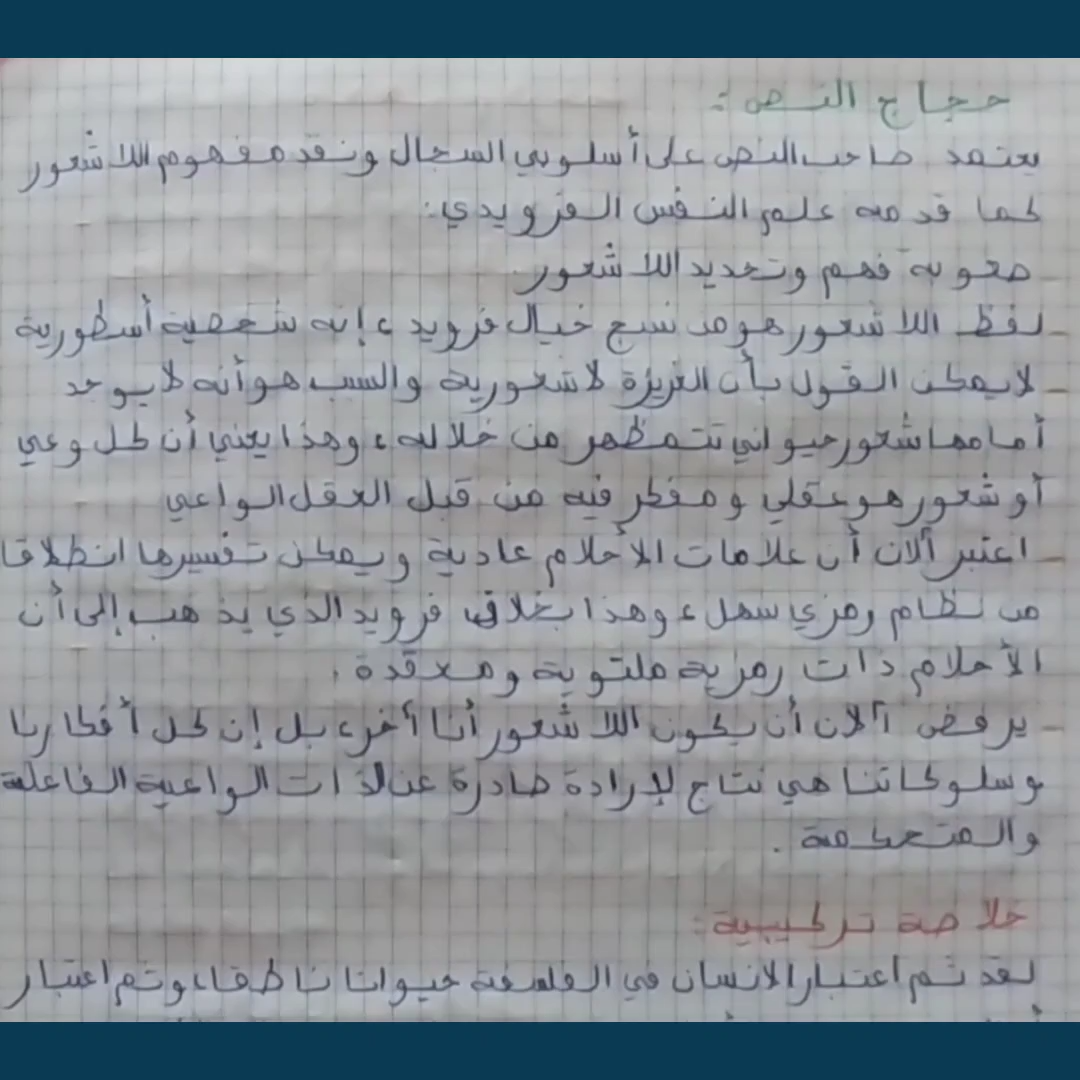 حجاج النص :
يعتمد صاحب النص على أسلوبي السجال ونقد مفهوم اللاشعور
كما قدمه علم النفس الفرويدي:
صعوبة فهم وتحديد اللاشعور
- لفظ اللاشعور هو من نسج خيال فرويد، إنه شخصية أسطورية
- لا يمكن القول بأن الغريزة لا شعورية والسبب هو أنه لا يوجد
أمامها شعور حيواني تتمظهر من خلاله، وهذا يعني أن كل وعي
أو شعور هو عقلي ومفكر فيه من قبل العقل الواعي
- اعتبر آلان أن علامات الأحلام عادية ويمكن تفسيرها انطلاقا
من نظام رمزي سهل، وهذا بخلاف فرويد الذي يذهب إلى أن
الأحلام ذات رمزية ملتوية ومعقدة.
- يرفض آلان أن يكون اللاشعور أنا آخر، بل إن كل أفكارنا
وسلوكاتنا هي نتاج لإرادة صادرة عن الذات الواعية الفاعلة
والمتحكمة.
خلاصة تركيبية:
لقد تم اعتبار الانسان في الفلسفة حيوانا ناطقا، وتم اعتبار